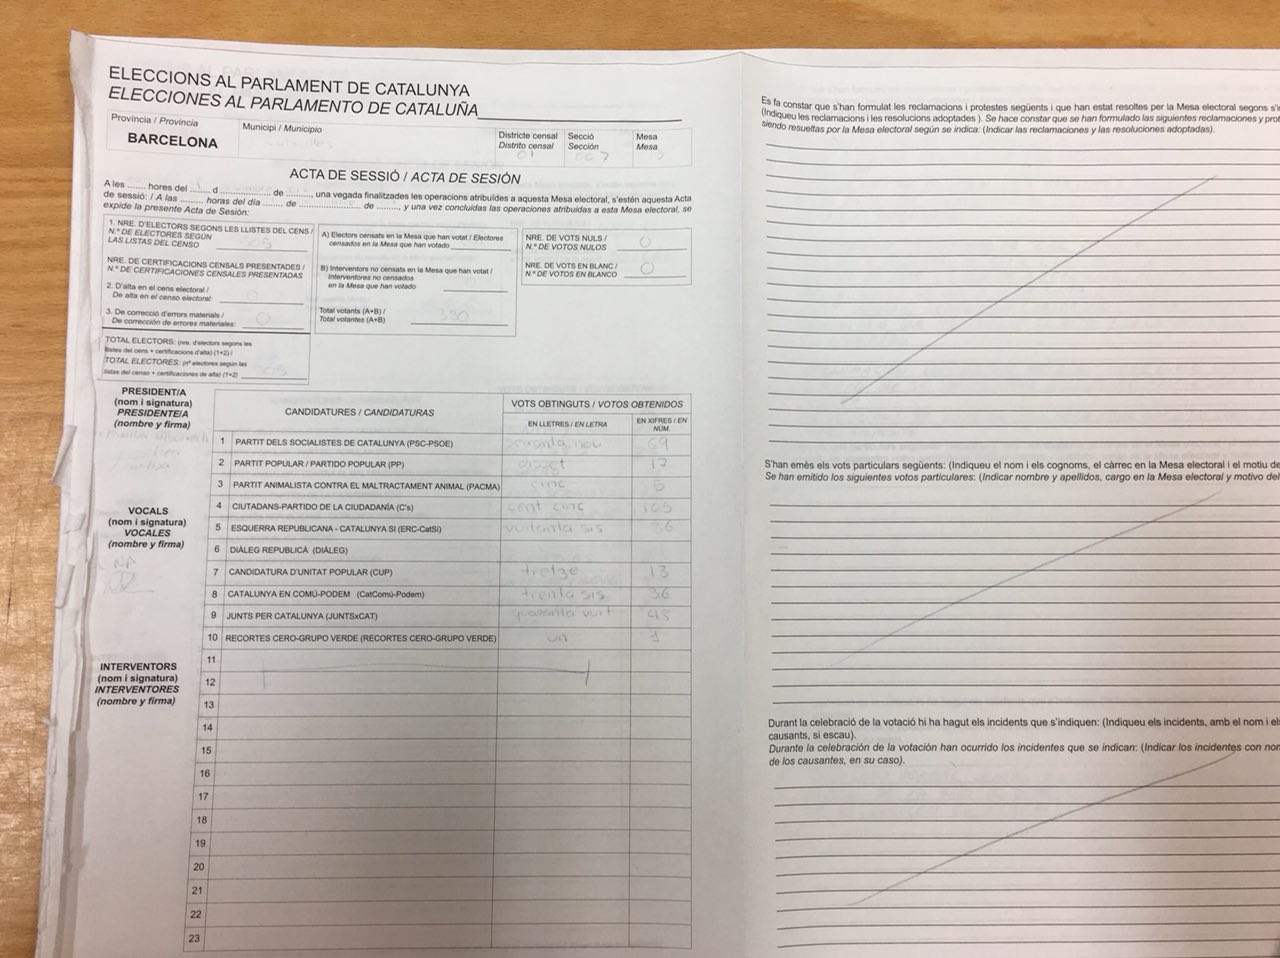 ELECCIONS AL PARLAMENT DE CATALUNYA
ELECCIONES AL PARLAMENTO DE CATALUÑA
Província / Provincia
BARCELONA
Municipi / Municipio
Districte censal
Distrito censal
01
Secció
Sección
007
Mesa
Mesa
ACTA DE SESSIÓ / ACTA DE SESIÓN
A les ....... hores del ....... d ..................... de ........., una vegada finalitzades les operacions atribuïdes a aquesta Mesa electoral, s'estén aquesta Acta
de sessió: / A las ......... horas del día ....... de ..................... de ........, y una vez concluidas las operaciones atribuidas a esta Mesa electoral, se
expide la presente Acta de Sesión:
1. NRE. D'ELECTORS SEGONS LES LLISTES DEL CENS /
N.º DE ELECTORES SEGÚN
LAS LISTAS DEL CENSO
NRE. DE CERTIFICACIONS CENSALS PRESENTADES /
N.º DE CERTIFICACIONES CENSALES PRESENTADAS
2. D'alta en el cens electoral /
De alta en el censo electoral: 0
3. De correcció d'errors materials /
De corrección de errores materiales: 0
TOTAL ELECTORS: (nre. d'electors segons les
llistes del cens + certificacions d'alta) (1+2) /
TOTAL ELECTORES: (nº electores según las
listas del censo + certificaciones de alta) (1+2)
A) Electors censats en la Mesa que han votat / Electores
censados en la Mesa que han votado
B) Interventors no censats en la Mesa que han votat /
Interventores no censados
en la Mesa que han votado
Total votants (A+B) /
Total votantes (A+B) 380
NRE. DE VOTS NULS /
N.º DE VOTOS NULOS 0
NRE. DE VOTS EN BLANC /
N.º DE VOTOS EN BLANCO 0
PRESIDENT/A
(nom i signatura)
PRESIDENTE/A
(nombre y firma)
VOCALS
(nom i signatura)
VOCALES
(nombre y firma)
INTERVENTORS
(nom i signatura)
INTERVENTORES
(nombre y firma)
CANDIDATURES / CANDIDATURAS
VOTS OBTINGUTS / VOTOS OBTENIDOS
EN LLETRES / EN LETRA
EN XIFRES / EN NÚM.
1 PARTIT DELS SOCIALISTES DE CATALUNYA (PSC-PSOE) seixanta nou 69
2 PARTIT POPULAR / PARTIDO POPULAR (PP) disset 17
3 PARTIT ANIMALISTA CONTRA EL MALTRACTAMENT ANIMAL (PACMA) cinc 5
4 CIUTADANS-PARTIDO DE LA CIUDADANÍA (C's) cent cinc 105
5 ESQUERRA REPUBLICANA - CATALUNYA SÍ (ERC-CatSí) vuitanta sis 86
6 DIÀLEG REPUBLICÀ (DIÀLEG)
7 CANDIDATURA D'UNITAT POPULAR (CUP) tretze 13
8 CATALUNYA EN COMÚ-PODEM (CatComú-Podem) trenta sis 36
9 JUNTS PER CATALUNYA (JUNTSxCAT) quaranta vuit 48
10 RECORTES CERO-GRUPO VERDE (RECORTES CERO-GRUPO VERDE) un 1
11
12
13
14
15
16
17
18
19
20
21
22
23
Es fa constar que s'han formulat les reclamacions i protestes següents i que han estat resoltes per la Mesa electoral segons s'i
(Indiqueu les reclamacions i les resolucions adoptades ). Se hace constar que se han formulado las siguientes reclamaciones y prot
siendo resueltas por la Mesa electoral según se indica: (Indicar las reclamaciones y las resoluciones adoptadas).
S'han emès els vots particulars següents: (Indiqueu el nom i els cognoms, el càrrec en la Mesa electoral i el motiu de
Se han emitido los siguientes votos particulares: (Indicar nombre y apellidos, cargo en la Mesa electoral y motivo del
Durant la celebració de la votació hi ha hagut els incidents que s'indiquen: (Indiqueu els incidents, amb el nom i els
causants, si escau).
Durante la celebración de la votación han ocurrido los incidentes que se indican: (Indicar los incidentes con nom
de los causantes, en su caso).